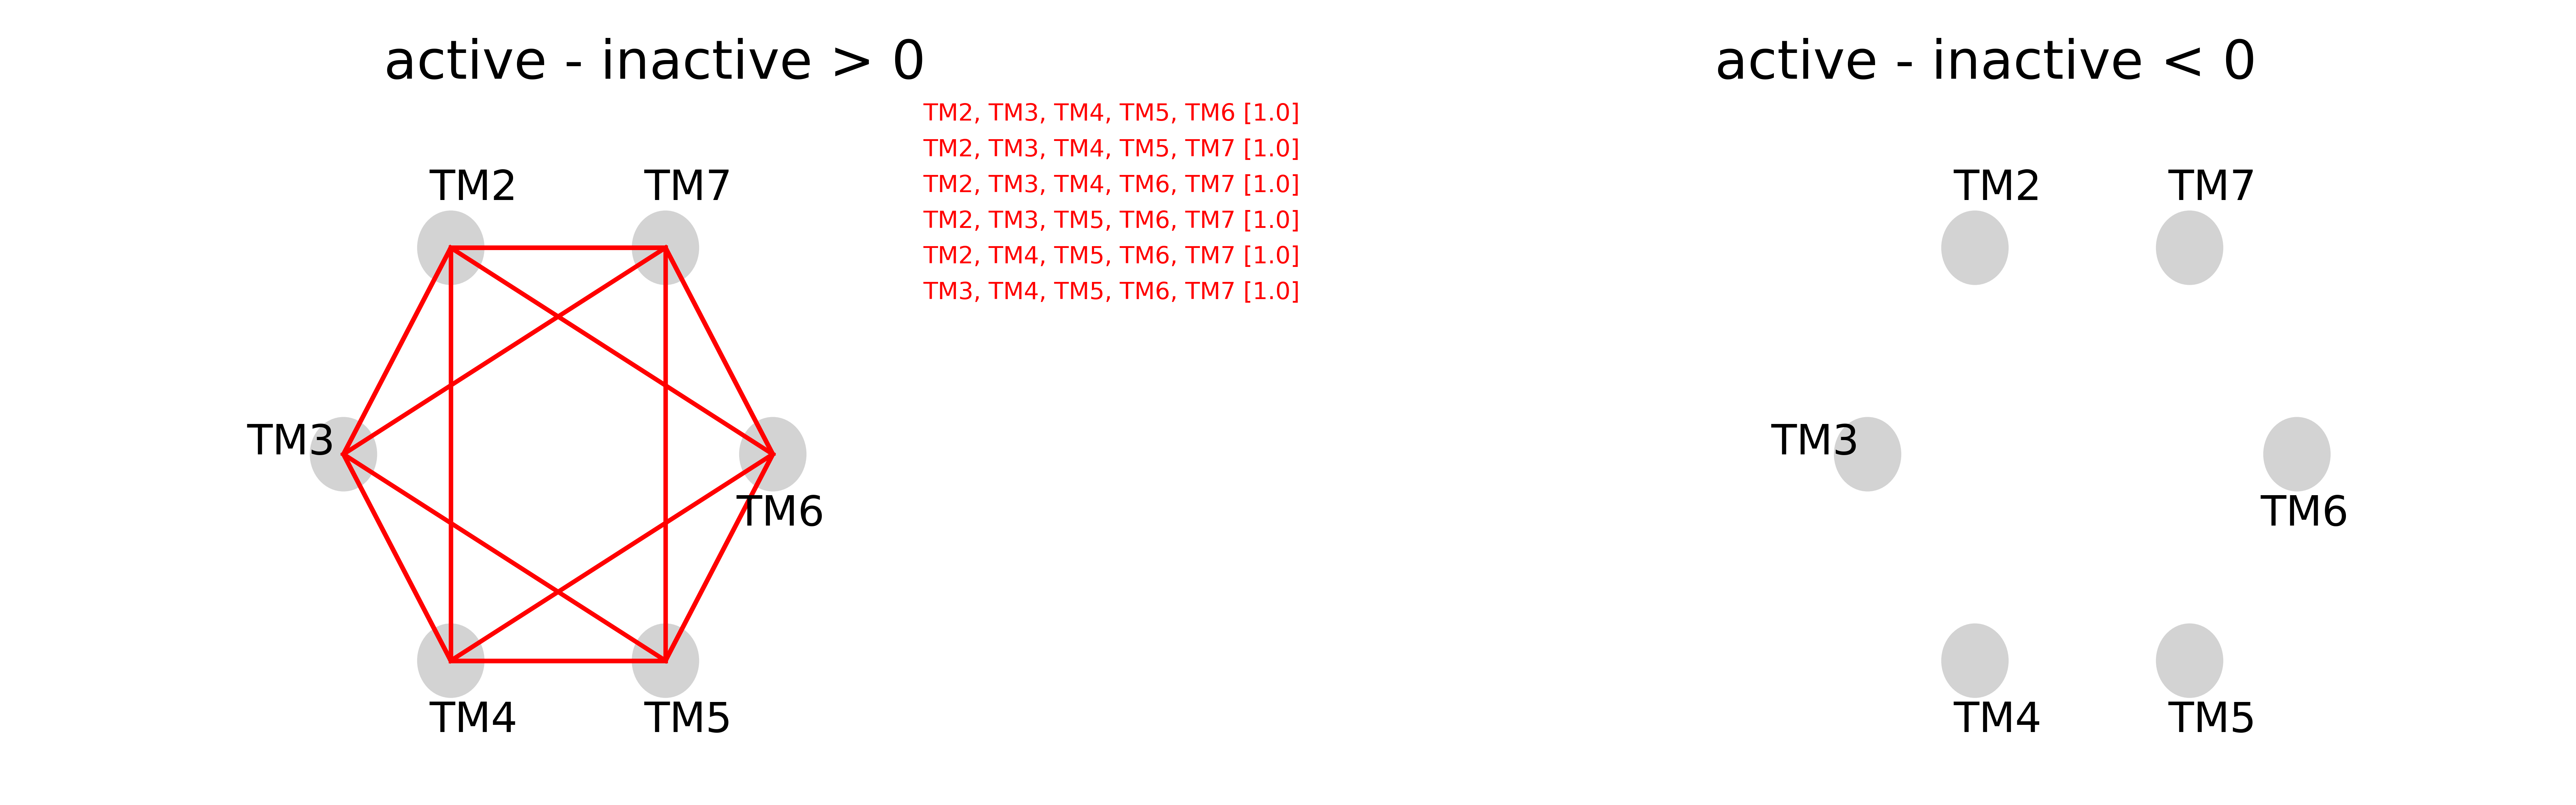 active - inactive > 0
TM2, TM3, TM4, TM5, TM6 [1.0]
TM2, TM3, TM4, TM5, TM7 [1.0]
TM2, TM3, TM4, TM6, TM7 [1.0]
TM2, TM3, TM5, TM6, TM7 [1.0]
TM2, TM4, TM5, TM6, TM7 [1.0]
TM3, TM4, TM5, TM6, TM7 [1.0]
TM2
TM7
TM3
TM6
TM4
TM5
active - inactive < 0
TM2
TM7
TM3
TM6
TM4
TM5